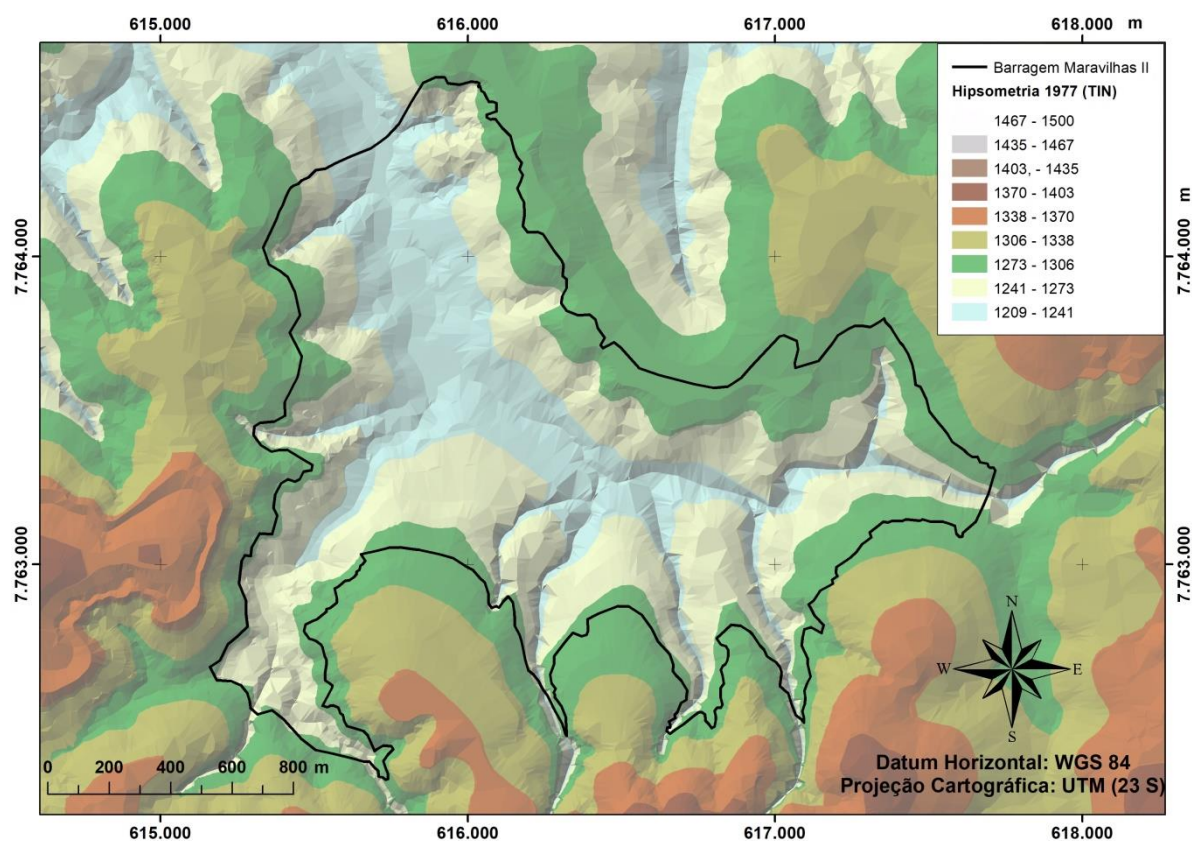 615.000 616.000 617.000 618.000 m
Barragem Maravilhas II
Hipsometria 1977 (TIN)
1467 - 1500
1435 - 1467
1403, - 1435
1370 - 1403
1338 - 1370
1306 - 1338
1273 - 1306
1241 - 1273
1209 - 1241
m
7.764.000 7.764.000
7.763.000 7.763.000
N
W E
S
0 200 400 600 800 m
Datum Horizontal: WGS 84
Projeção Cartográfica: UTM (23 S)
615.000 616.000 617.000 618.000